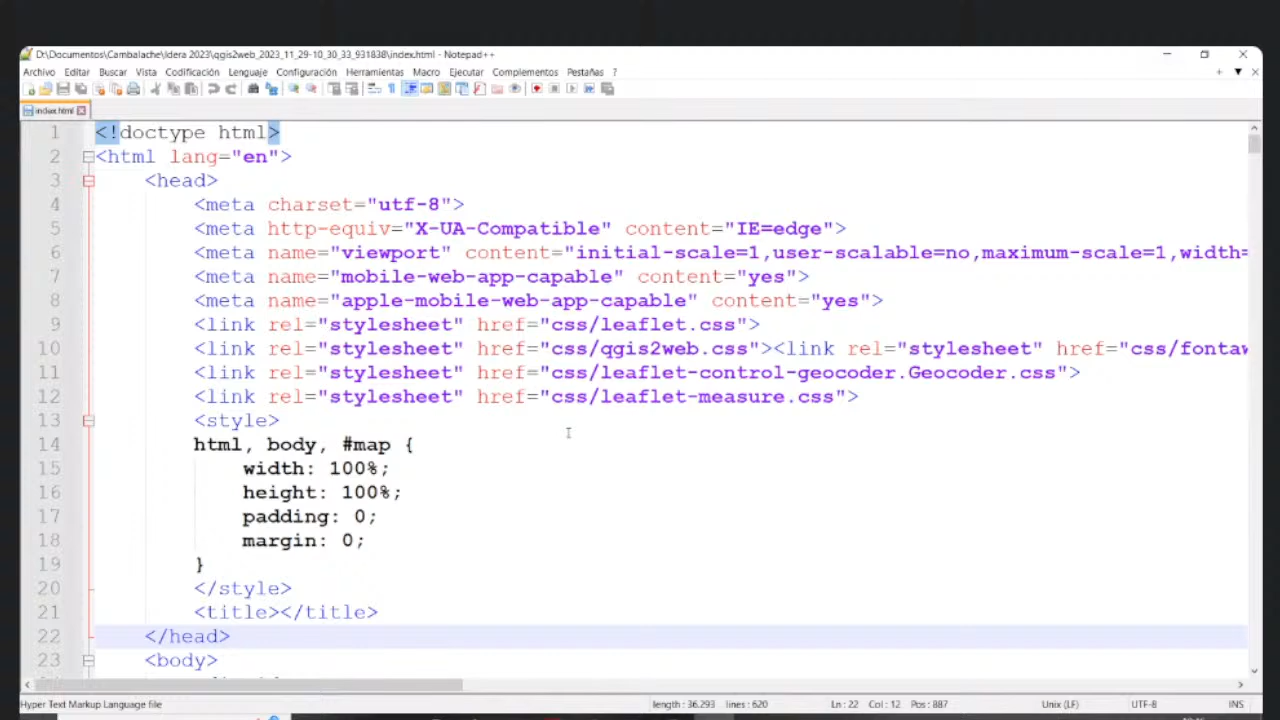 D:\Documentos\Cambalache\Idera 2023\qgis2web_2023_11_29-10_30_33_931838\index.html - Notepad++
Archivo Editar Buscar Vista Codificación Lenguaje Configuración Herramientas Macro Ejecutar Complementos Pestañas ?
index.html
1 <!doctype html>
2 <html lang="en">
3 <head>
4 <meta charset="utf-8">
5 <meta http-equiv="X-UA-Compatible" content="IE=edge">
6 <meta name="viewport" content="initial-scale=1,user-scalable=no,maximum-scale=1,width=
7 <meta name="mobile-web-app-capable" content="yes">
8 <meta name="apple-mobile-web-app-capable" content="yes">
9 <link rel="stylesheet" href="css/leaflet.css">
10 <link rel="stylesheet" href="css/qgis2web.css"><link rel="stylesheet" href="css/fontaw
11 <link rel="stylesheet" href="css/leaflet-control-geocoder.Geocoder.css">
12 <link rel="stylesheet" href="css/leaflet-measure.css">
13 <style>
14 html, body, #map {
15 width: 100%;
16 height: 100%;
17 padding: 0;
18 margin: 0;
19 }
20 </style>
21 <title></title>
22 </head>
23 <body>
Hyper Text Markup Language file length : 36.293 lines : 620 Ln : 22 Col : 12 Pos : 887 Unix (LF) UTF-8 INS